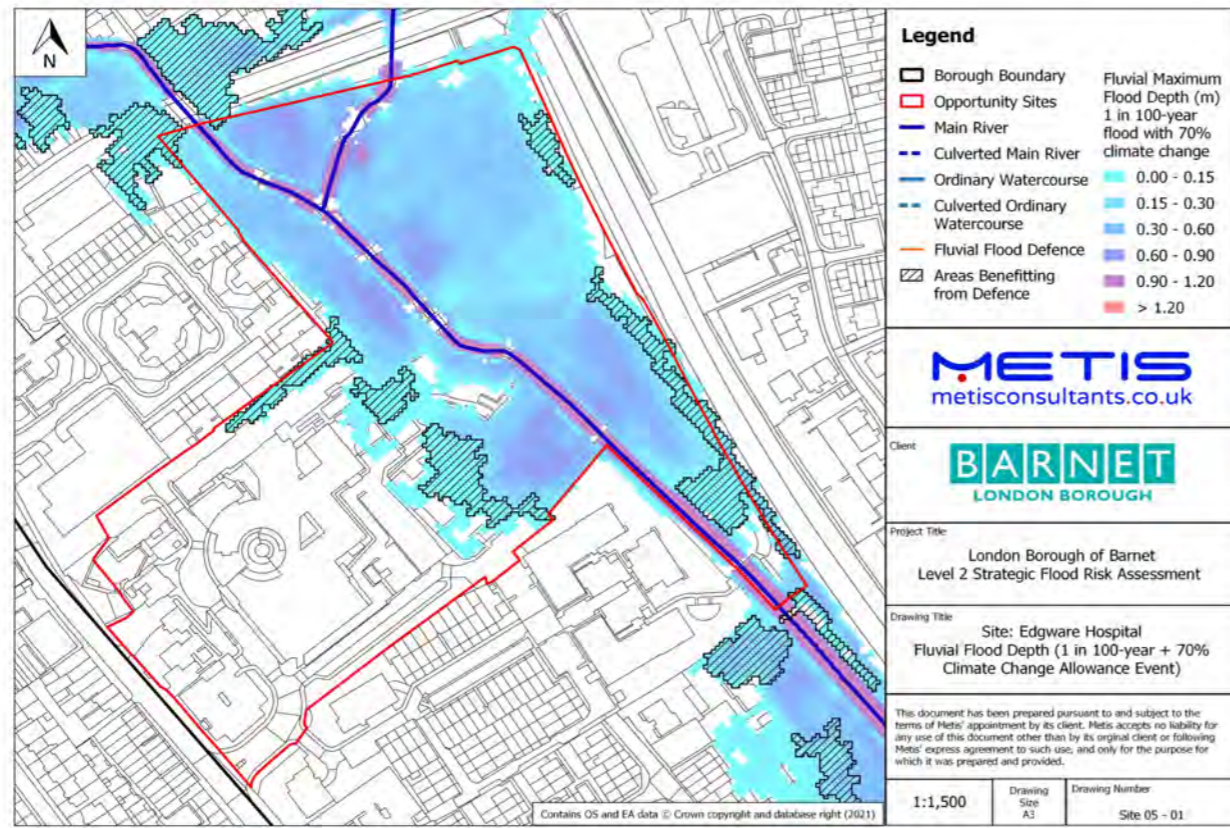 N
Legend
Borough Boundary
Opportunity Sites
Main River
Culverted Main River
Ordinary Watercourse
Culverted Ordinary
Watercourse
Fluvial Flood Defence
Areas Benefitting
from Defence
Fluvial Maximum
Flood Depth (m)
1 in 100-year
flood with 70%
climate change
0.00 - 0.15
0.15 - 0.30
0.30 - 0.60
0.60 - 0.90
0.90 - 1.20
> 1.20
METIS
metisconsultants.co.uk
Client
BARNET
LONDON BOROUGH
Project Title
London Borough of Barnet
Level 2 Strategic Flood Risk Assessment
Drawing Title
Site: Edgware Hospital
Fluvial Flood Depth (1 in 100-year + 70%
Climate Change Allowance Event)
This document has been prepared pursuant to and subject to the
terms of Metis' appointment by its client. Metis accepts no liability for
any use of this document other than by its orginal client or following
Metis' express agreement to such use, and only for the purpose for
which it was prepared and provided.
1:1,500
Drawing
Size
A3
Drawing Number
Site 05 - 01
Contains OS and EA data © Crown copyright and database right (2021)